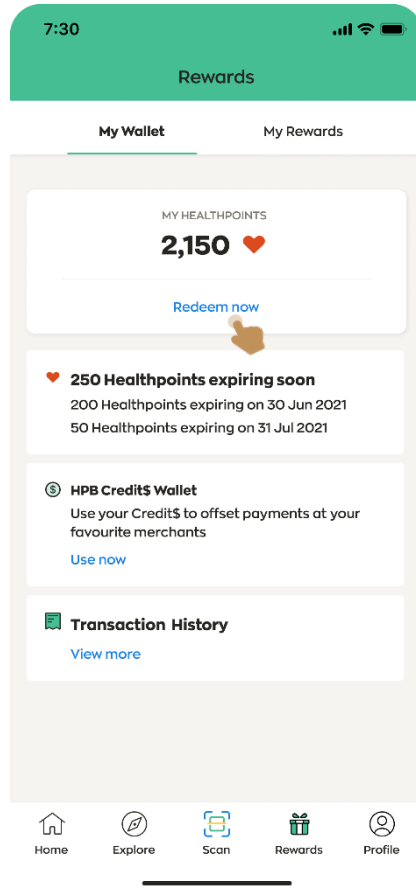 7:30
Rewards
My Wallet
My Rewards
MY HEALTHPOINTS
2,150
Redeem now
250 Healthpoints expiring soon
200 Healthpoints expiring on 30 Jun 2021
50 Healthpoints expiring on 31 Jul 2021
$ HPB Credit$ Wallet
Use your Credit$ to offset payments at your
favourite merchants
Use now
Transaction History
View more
Home
Explore
Scan
Rewards
Profile